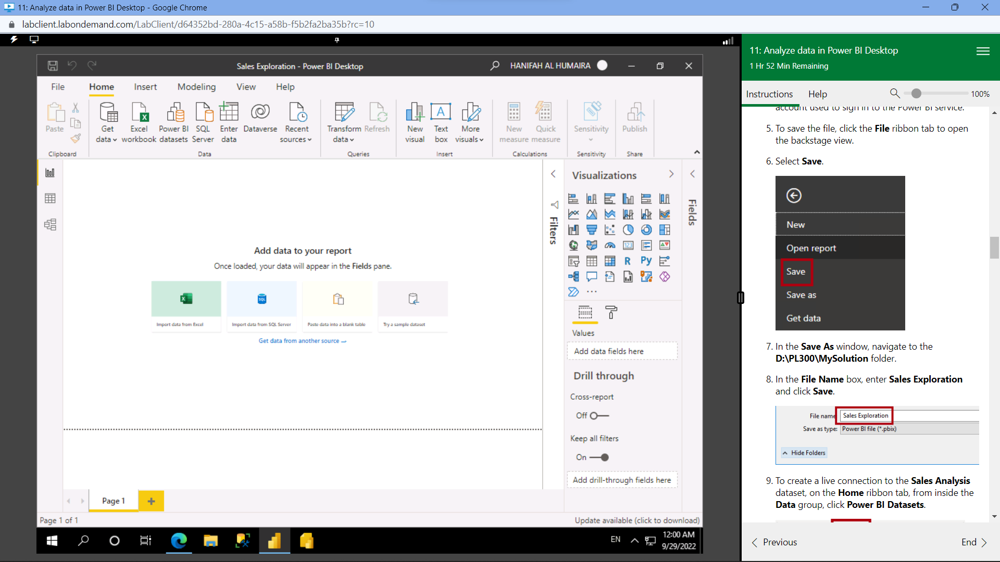 11: Analyze data in Power BI Desktop - Google Chrome
labclient.labondemand.com/LabClient/d64352bd-280a-4c15-a58b-f5b2fa2ba35b?rc=10
Sales Exploration - Power BI Desktop
HANIFAH AL HUMAIRA
File Home Insert Modeling View Help
Paste
Get data
Excel workbook
Power BI datasets
SQL Server
Enter data
Dataverse
Recent sources
Transform data
Refresh
New visual
Text box
More visuals
New measure
Quick measure
Sensitivity
Publish
Clipboard
Data
Queries
Insert
Calculations
Sensitivity
Share
Add data to your report
Once loaded, your data will appear in the Fields pane.
SQL
Import data from Excel
Import data from SQL Server
Paste data into a blank table
Try a sample dataset
Get data from another source
Filters
Visualizations
123
R
Py
Values
Add data fields here
Drill through
Cross-report
Off
Keep all filters
On
Add drill-through fields here
Fields
Page 1
Page 1 of 1
Update available (click to download)
EN
12:00 AM
9/29/2022
11: Analyze data in Power BI Desktop
1 Hr 52 Min Remaining
Instructions Help
100%
account used to sign in to the Power BI service.
5. To save the file, click the File ribbon tab to open
the backstage view.
6. Select Save.
New
Open report
Save
Save as
Get data
7. In the Save As window, navigate to the
D:\PL300\MySolution folder.
8. In the File Name box, enter Sales Exploration
and click Save.
File name
Sales Exploration
Save as type: Power BI file (*.pbix)
Hide Folders
9. To create a live connection to the Sales Analysis
dataset, on the Home ribbon tab, from inside the
Data group, click Power BI Datasets.
Previous
End